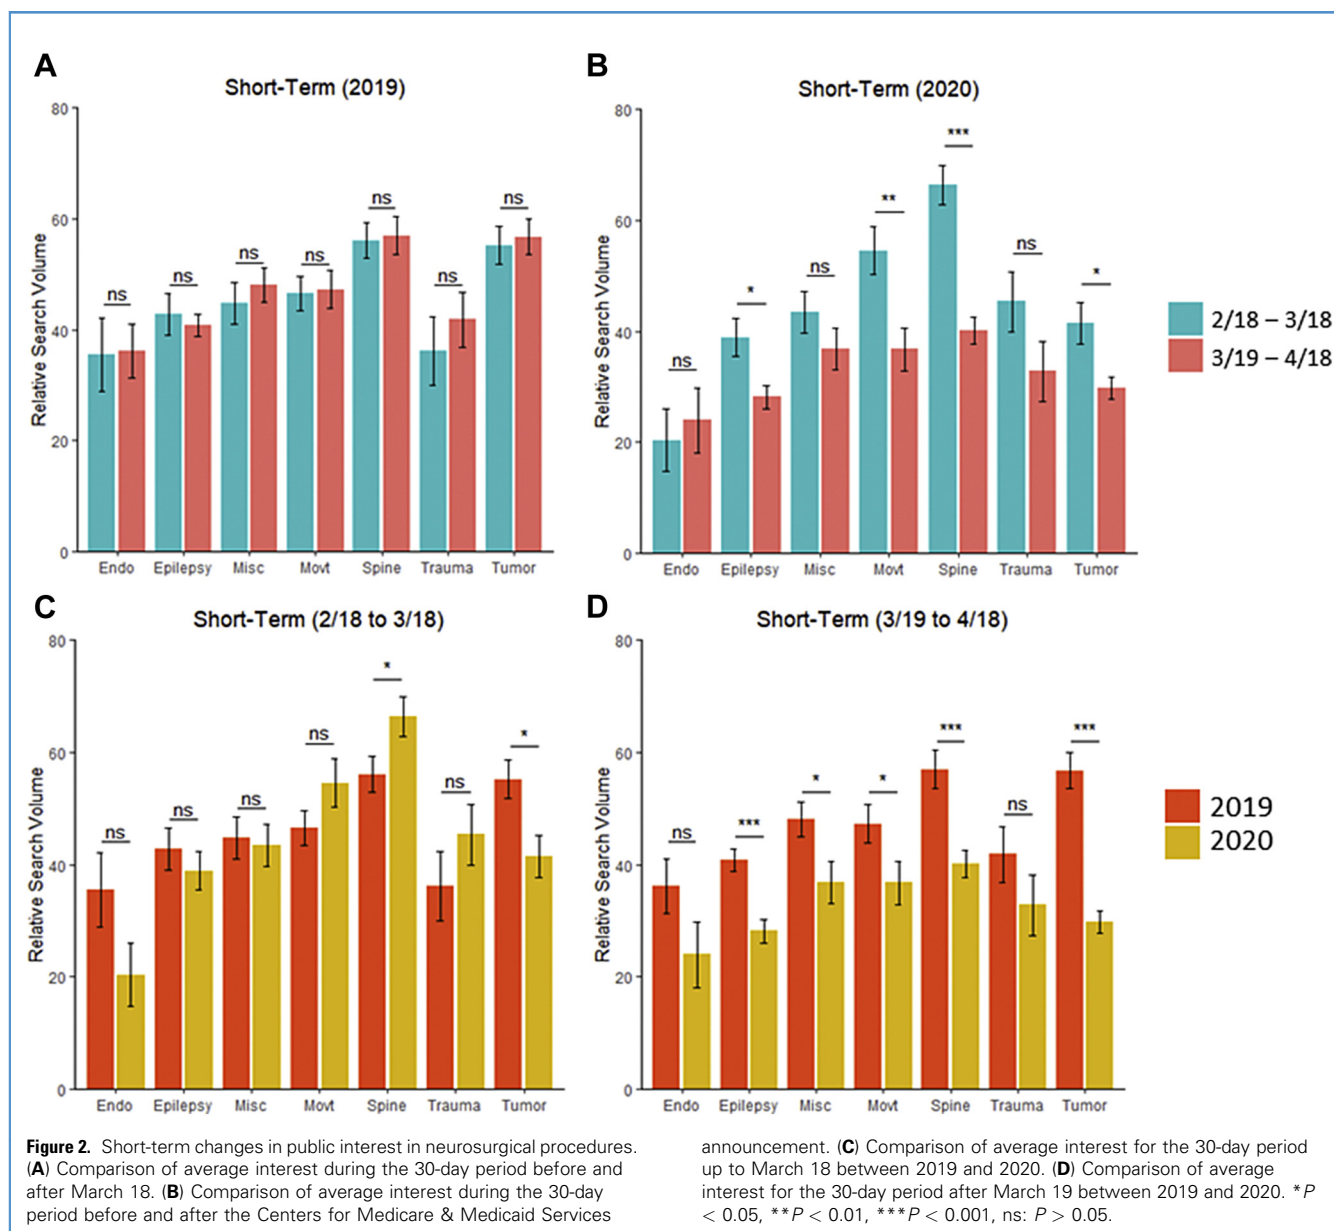 A
Short-Term (2019)
Relative Search Volume
80
60
40
20
0
ns
ns
ns
ns
ns
ns
ns
Endo Epilepsy Misc Movt Spine Trauma Tumor
B
Short-Term (2020)
Relative Search Volume
80
60
40
20
0
ns
*
ns
**
***
ns
*
Endo Epilepsy Misc Movt Spine Trauma Tumor
2/18 – 3/18
3/19 – 4/18
C
Short-Term (2/18 to 3/18)
Relative Search Volume
80
60
40
20
0
ns
ns
ns
ns
*
ns
*
Endo Epilepsy Misc Movt Spine Trauma Tumor
D
Short-Term (3/19 to 4/18)
Relative Search Volume
80
60
40
20
0
ns
***
*
*
***
ns
***
Endo Epilepsy Misc Movt Spine Trauma Tumor
2019
2020
Figure 2. Short-term changes in public interest in neurosurgical procedures.
(A) Comparison of average interest during the 30-day period before and
after March 18. (B) Comparison of average interest during the 30-day
period before and after the Centers for Medicare & Medicaid Services
announcement. (C) Comparison of average interest for the 30-day period
up to March 18 between 2019 and 2020. (D) Comparison of average
interest for the 30-day period after March 19 between 2019 and 2020. *P
< 0.05, **P < 0.01, ***P < 0.001, ns: P > 0.05.